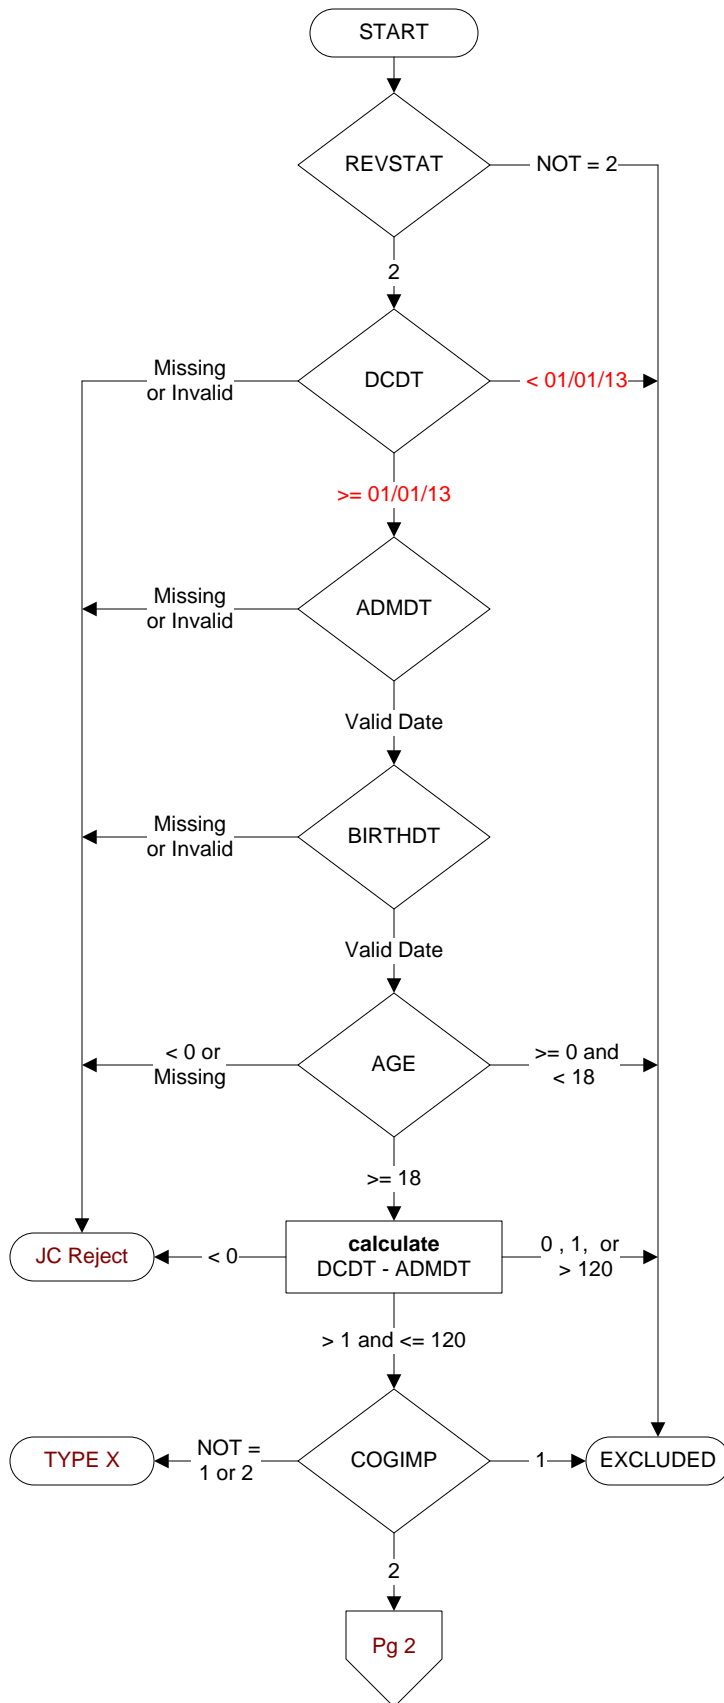 START
REVSTAT
NOT = 2
2
Missing
or Invalid
DCDT
< 01/01/13
>= 01/01/13
Missing
or Invalid
ADMDT
Valid Date
Missing
or Invalid
BIRTHDT
Valid Date
< 0 or
Missing
AGE
>= 0 and
< 18
>= 18
JC Reject
< 0
calculate
DCDT - ADMDT
0 , 1, or
> 120
> 1 and <= 120
TYPE X
NOT =
1 or 2
COGIMP
1
EXCLUDED
2
Pg 2